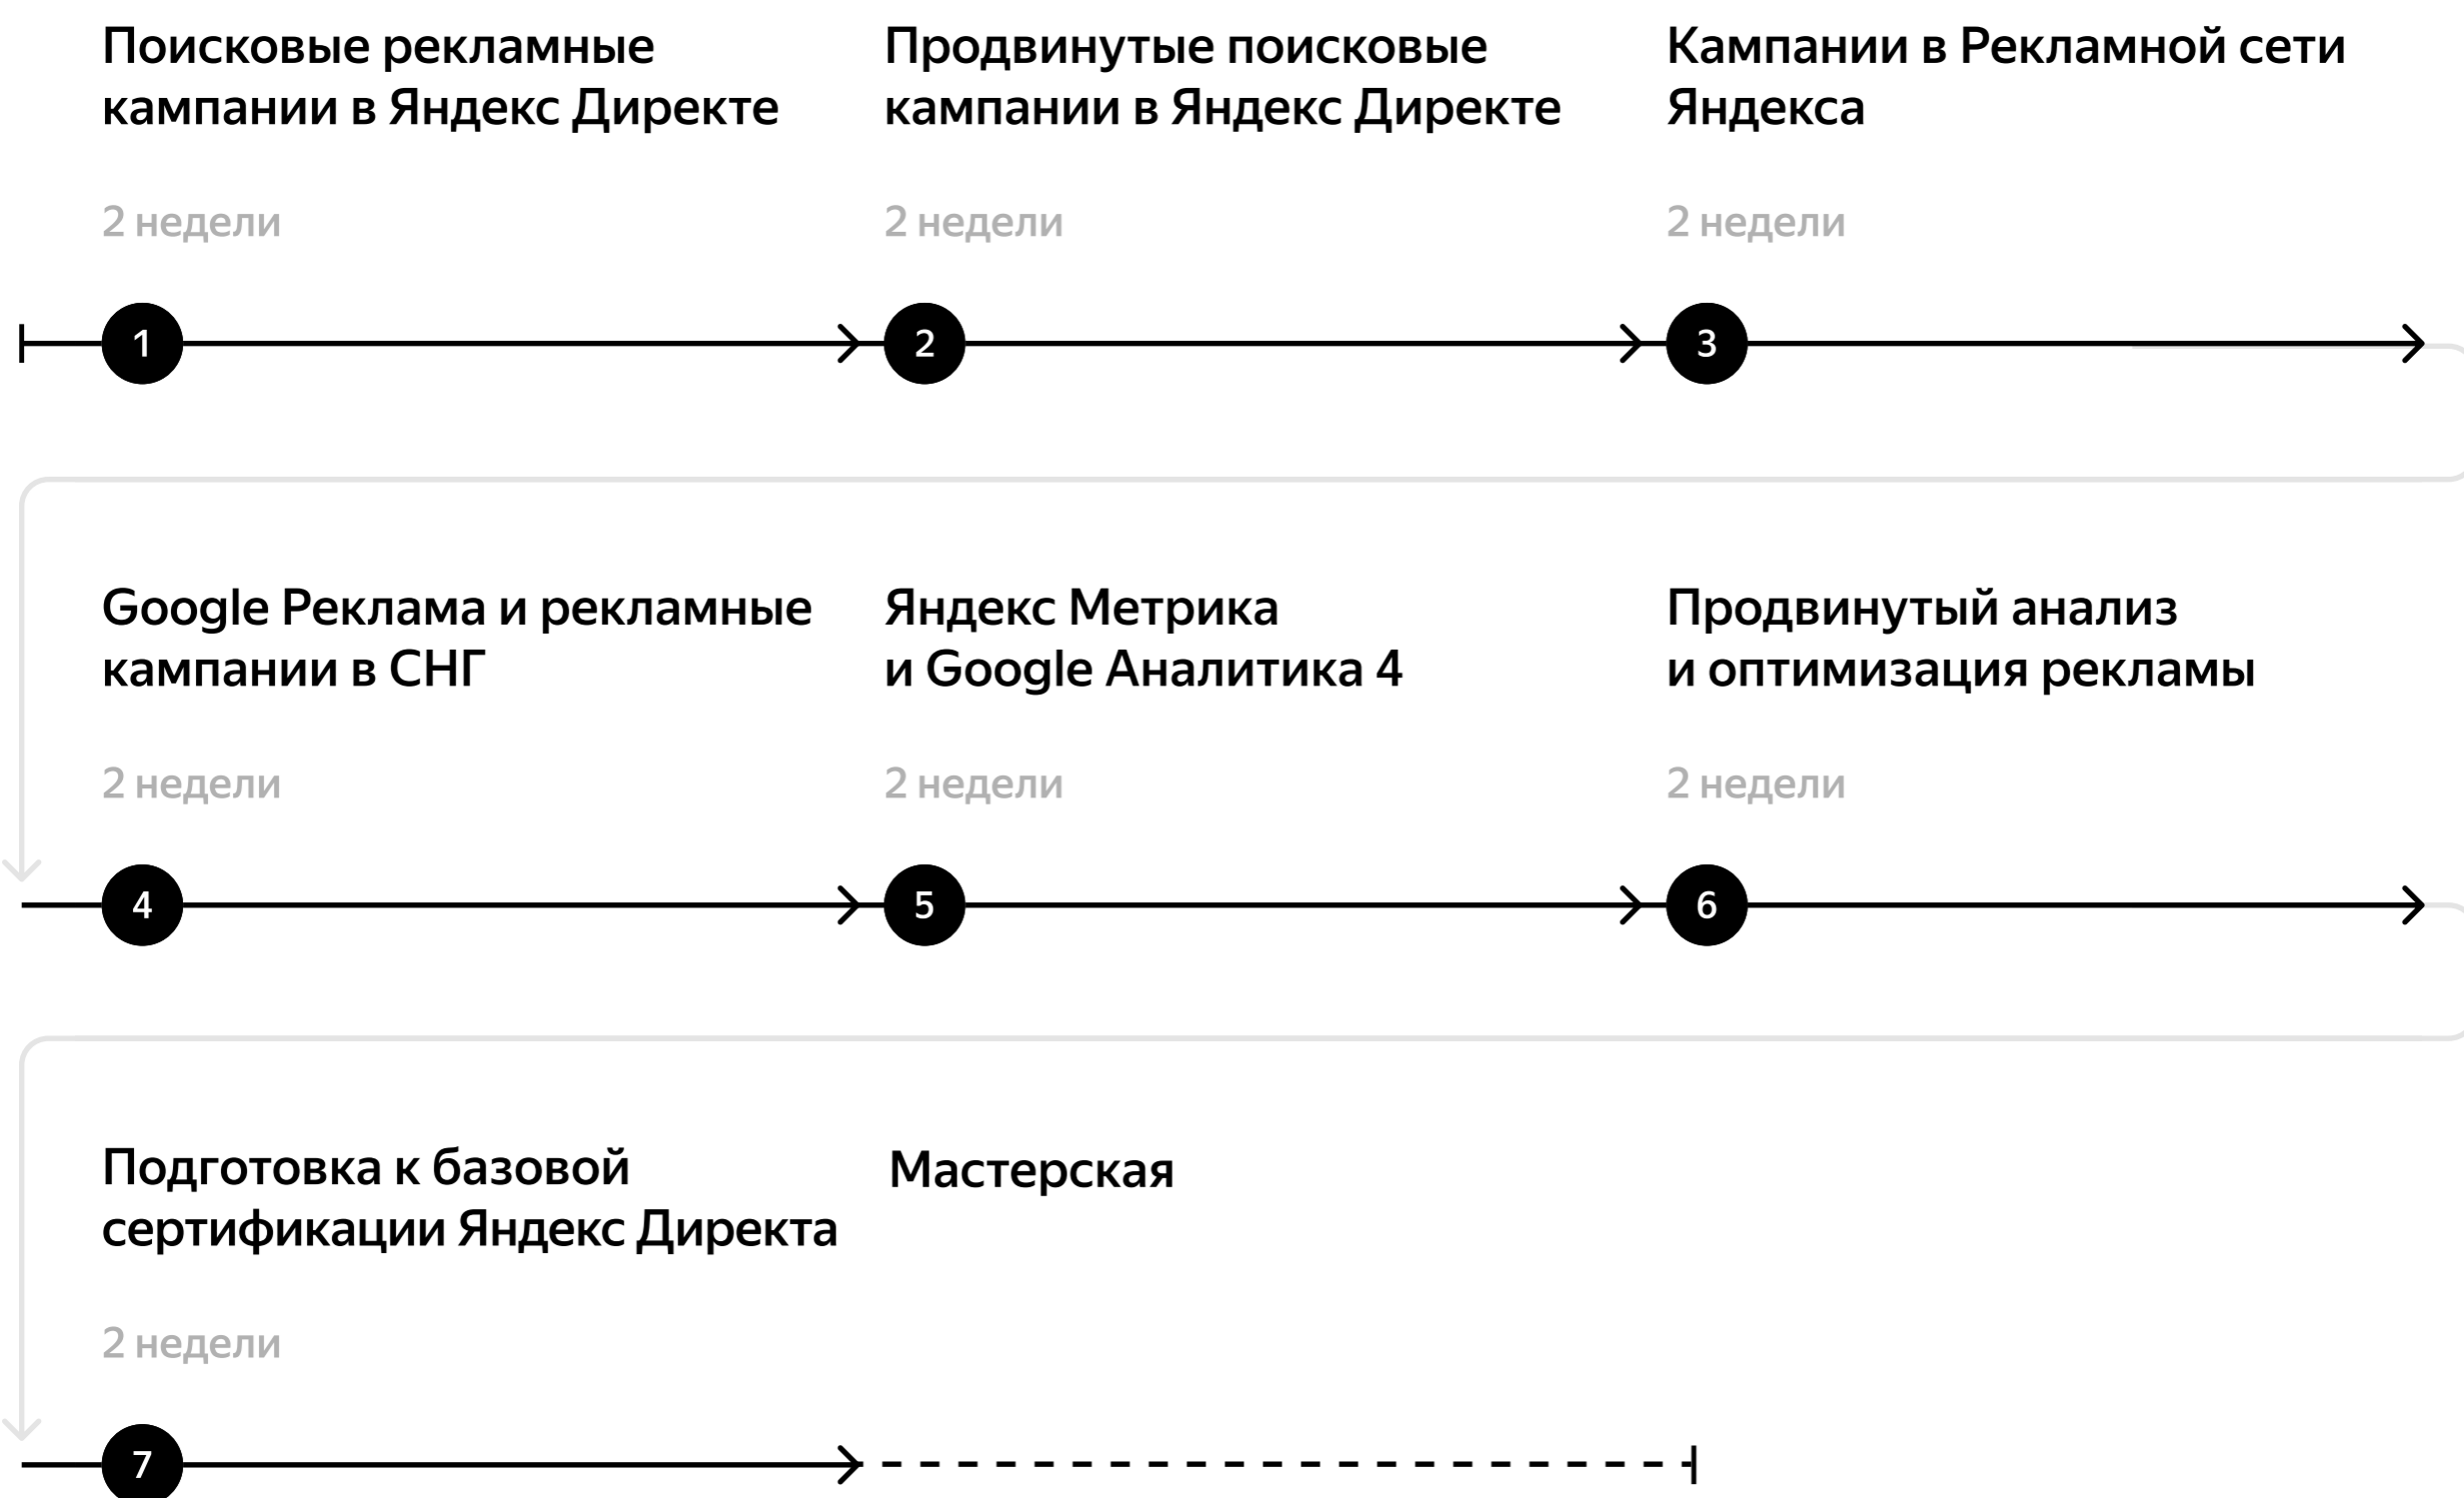 Поисковые рекламные
кампании в Яндекс Директе
2 недели
1
Продвинутые поисковые
кампании в Яндекс Директе
2 недели
2
Кампании в Рекламной сети
Яндекса
2 недели
3
Google Реклама и рекламные
кампании в СНГ
2 недели
4
Яндекс Метрика
и Google Аналитика 4
2 недели
5
Продвинутый анализ
и оптимизация рекламы
2 недели
6
Подготовка к базовой
сертификации Яндекс Директа
2 недели
7
Мастерская